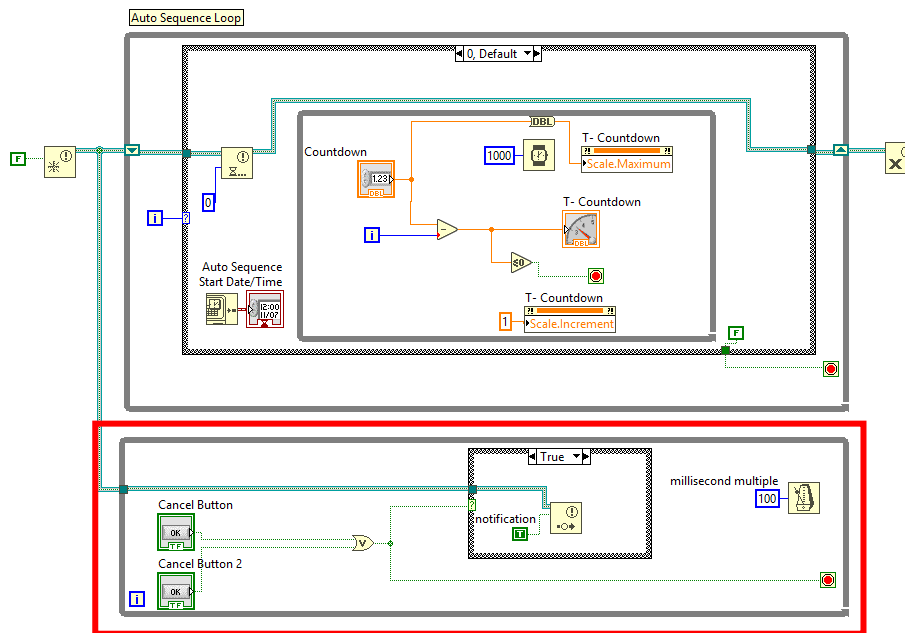 Auto Sequence Loop
0, Default
DBL
T- Countdown
Countdown
1000
Scale.Maximum
1.23
DBL
F
0
T- Countdown
i
?
i
DBL
≤0
Auto Sequence
Start Date/Time
T- Countdown
12:00
11/07
1
Scale.Increment
F
True
millisecond multiple
100
Cancel Button
?
notification
OK
TF
T
V
Cancel Button 2
OK
TF
i